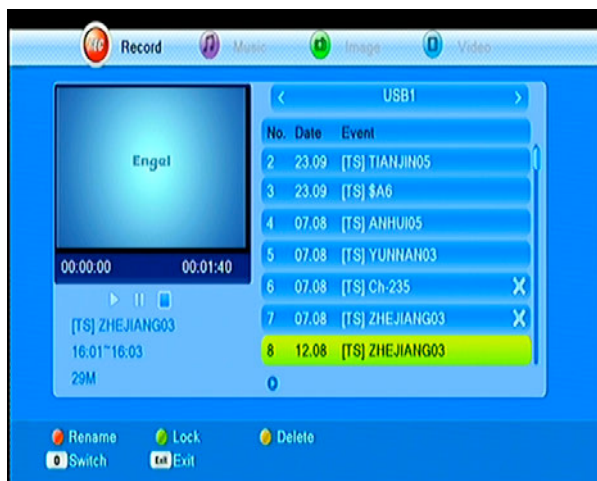 REC Record Music Image Video
USB1
No. Date Event
Engel
2 23.09 [TS] TIANJIN05
3 23.09 [TS] $A6
4 07.08 [TS] ANHUI05
5 07.08 [TS] YUNNAN03
6 07.08 [TS] Ch-235
7 07.08 [TS] ZHEJIANG03
8 12.08 [TS] ZHEJIANG03
00:00:00 00:01:40
[TS] ZHEJIANG03
16:01~16:03
29M
0
Rename Lock Delete
0 Switch Exit Exit